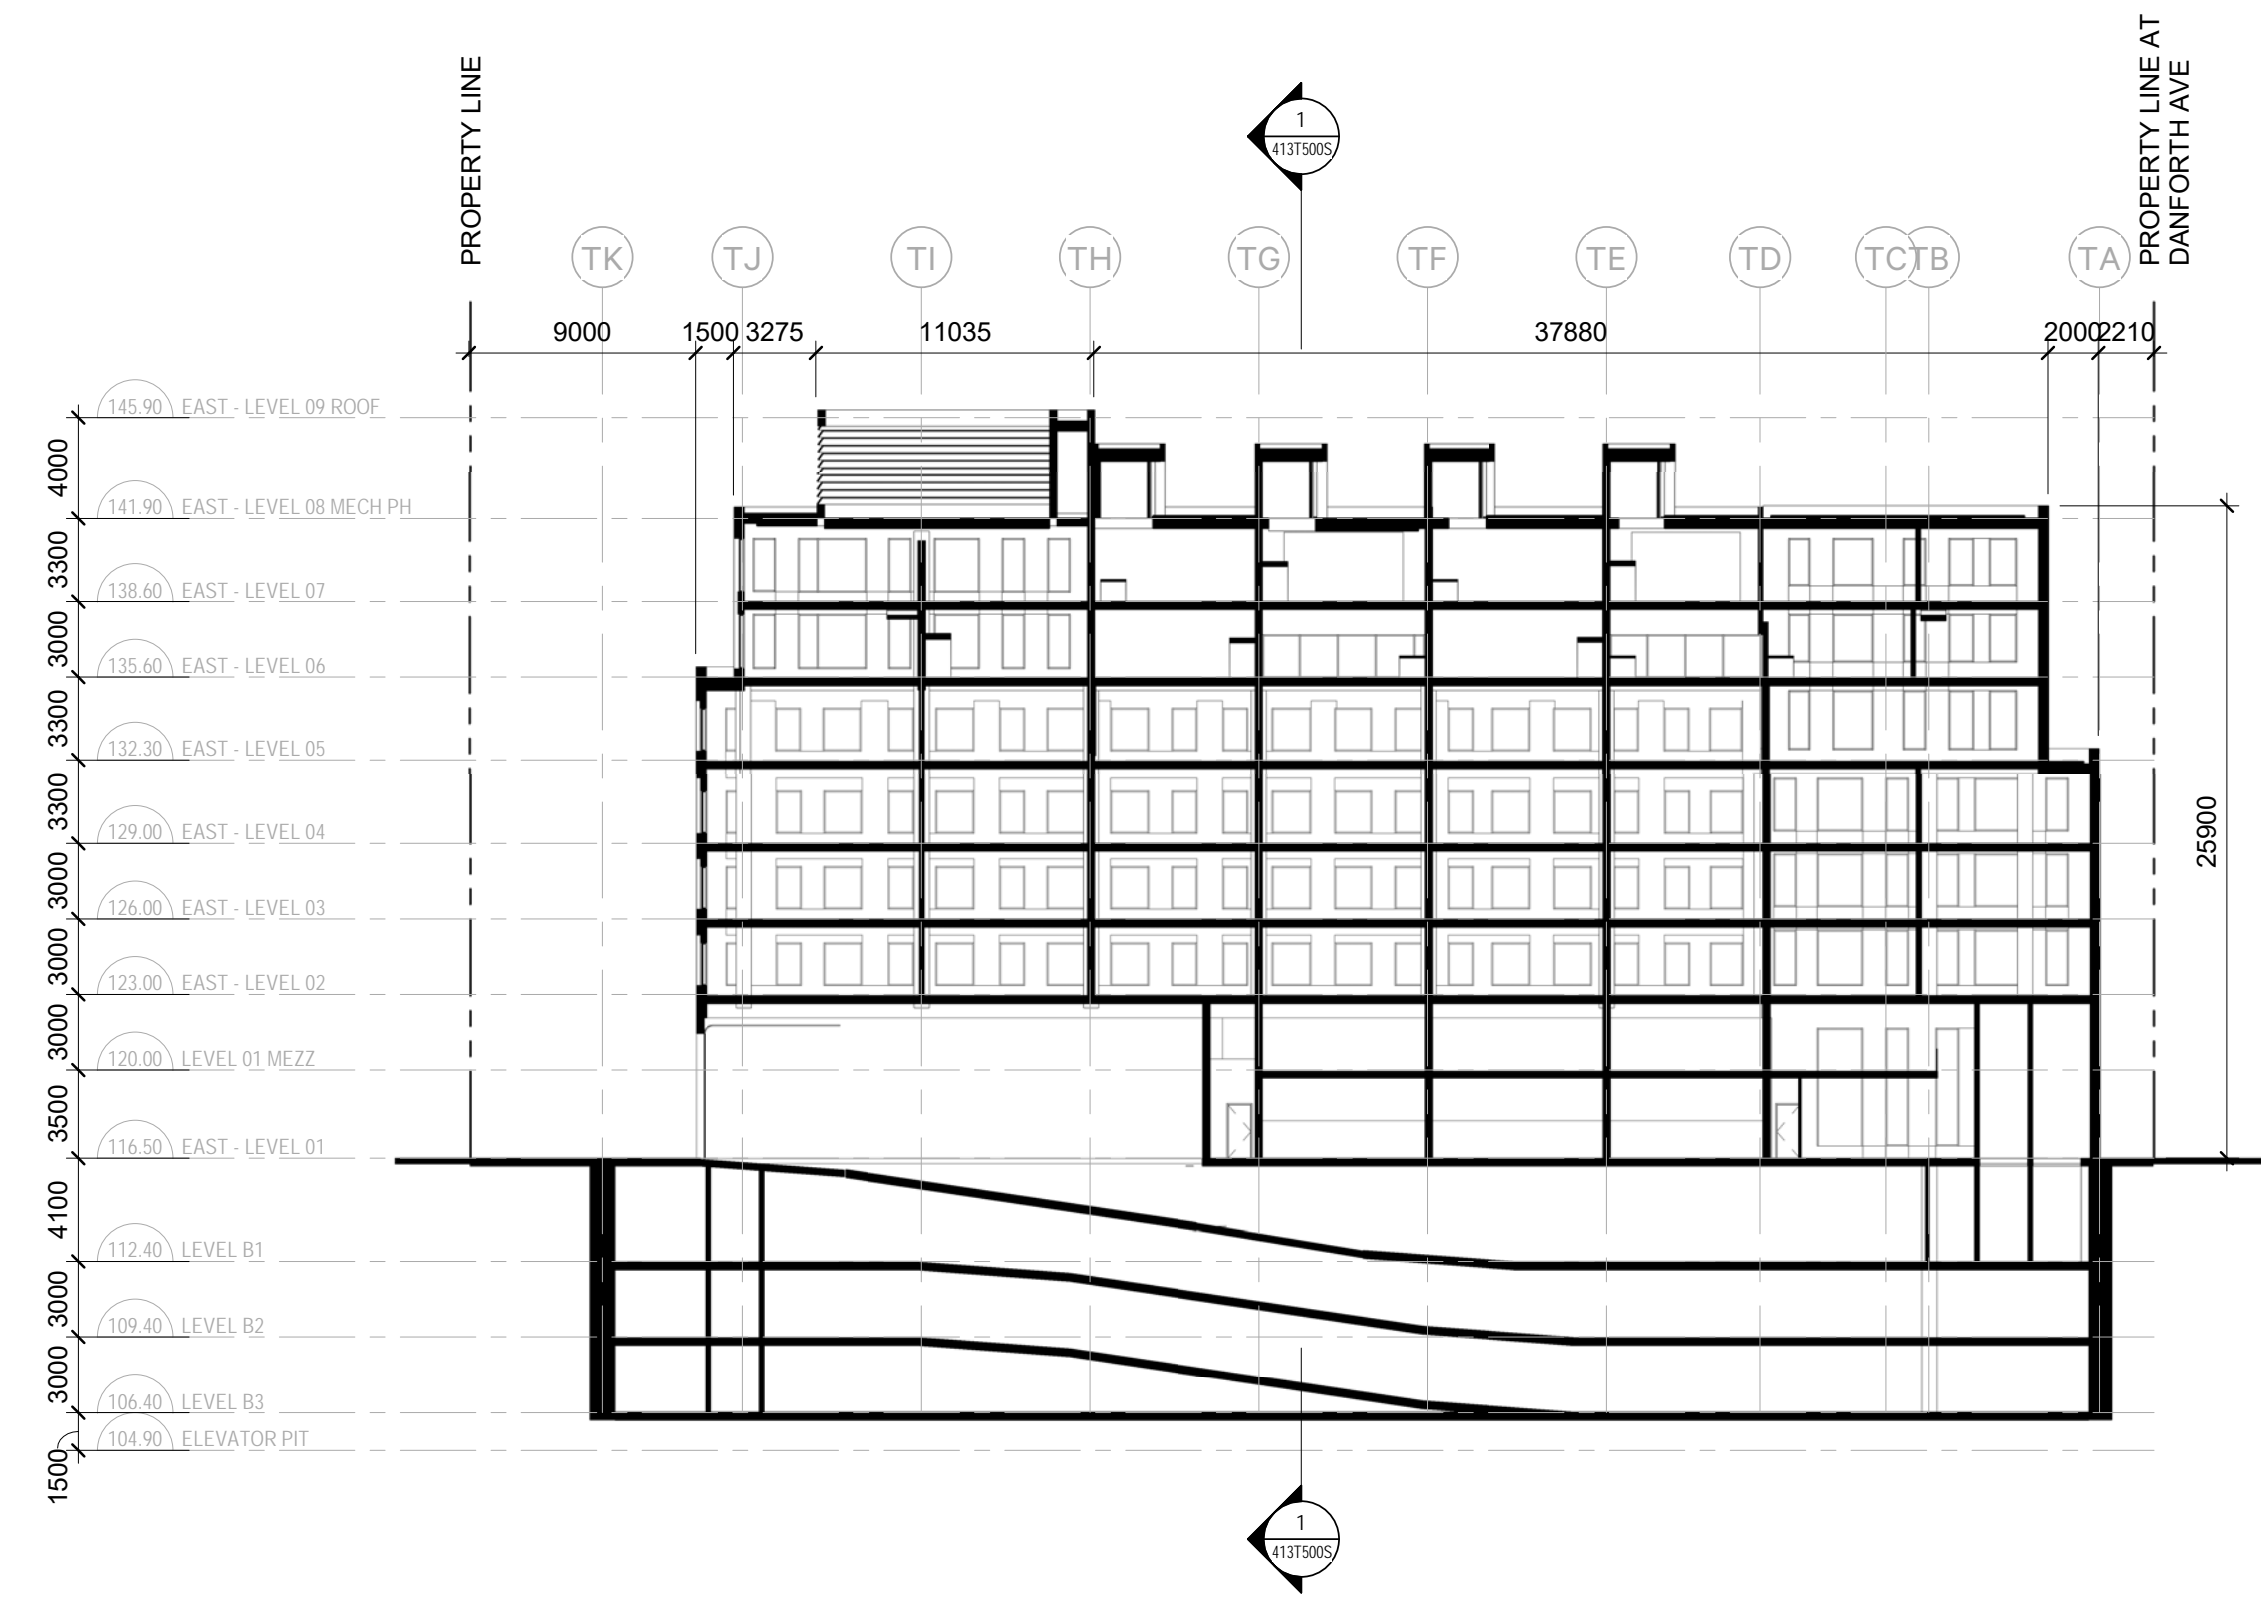 PROPERTY LINE
PROPERTY LINE AT
DANFORTH AVE
1
413T500S
TK
TJ
TI
TH
TG
TF
TE
TD
TC
TB
TA
9000
1500
3275
11035
37880
2000
2210
145.90 EAST - LEVEL 09 ROOF
4000
141.90 EAST - LEVEL 08 MECH PH
3300
138.60 EAST - LEVEL 07
3000
135.60 EAST - LEVEL 06
3300
132.30 EAST - LEVEL 05
3300
129.00 EAST - LEVEL 04
3000
126.00 EAST - LEVEL 03
3000
123.00 EAST - LEVEL 02
3000
120.00 LEVEL 01 MEZZ
3500
116.50 EAST - LEVEL 01
4100
112.40 LEVEL B1
3000
109.40 LEVEL B2
3000
106.40 LEVEL B3
104.90 ELEVATOR PIT
1500
25900
1
413T500S